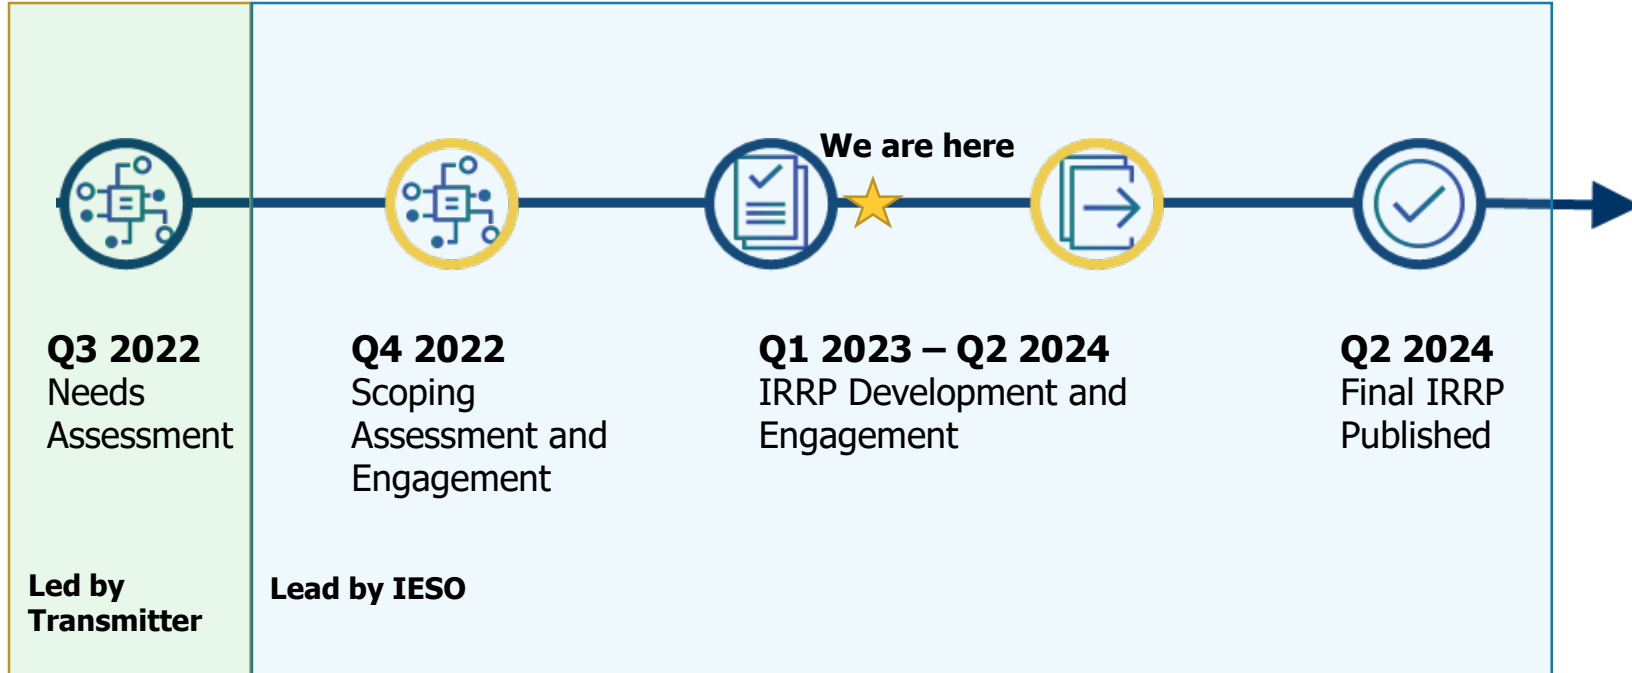 We are here
Q3 2022
Needs
Assessment
Q4 2022
Scoping
Assessment and
Engagement
Q1 2023 – Q2 2024
IRRP Development and
Engagement
Q2 2024
Final IRRP
Published
Led by
Transmitter
Lead by IESO